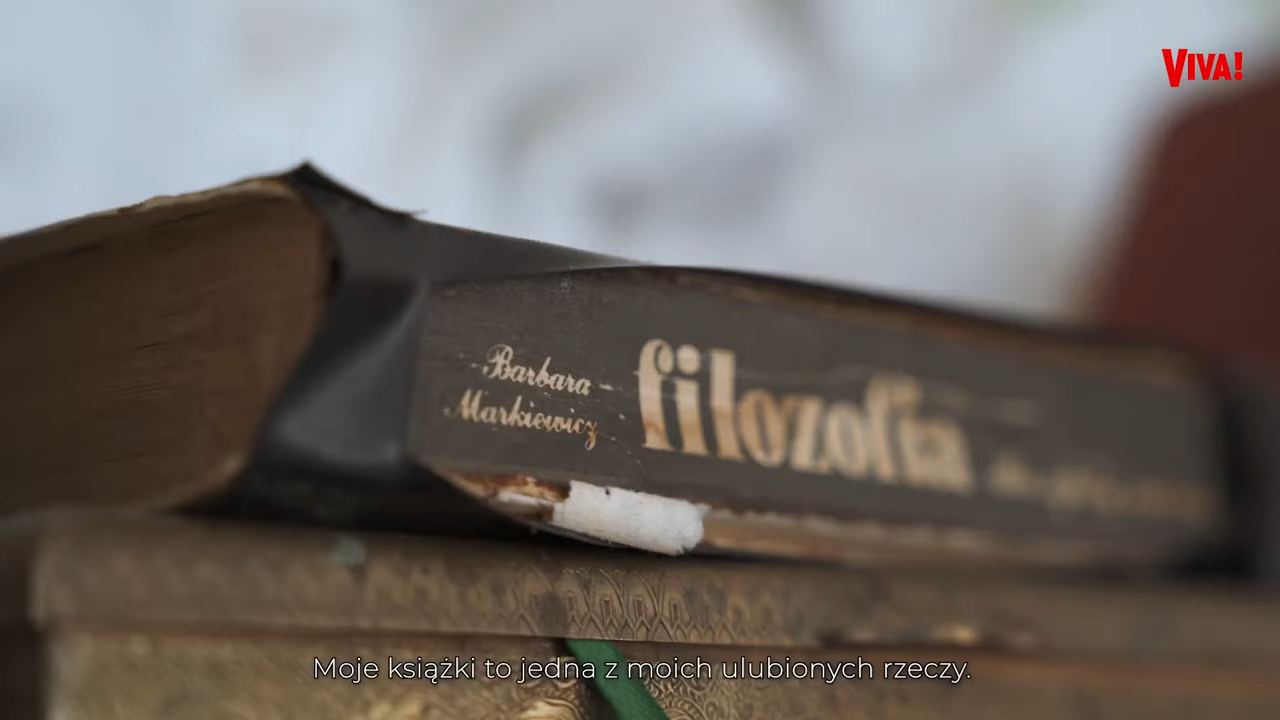 VIVA!
Barbara
Markiewicz
filozofia
Moje książki to jedna z moich ulubionych rzeczy.